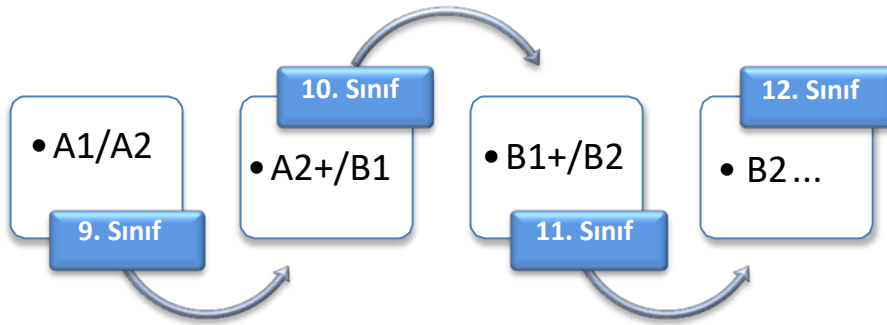 • A1/A2
9. Sınıf
10. Sınıf
• A2+/B1
• B1+/B2
11. Sınıf
12. Sınıf
• B2...